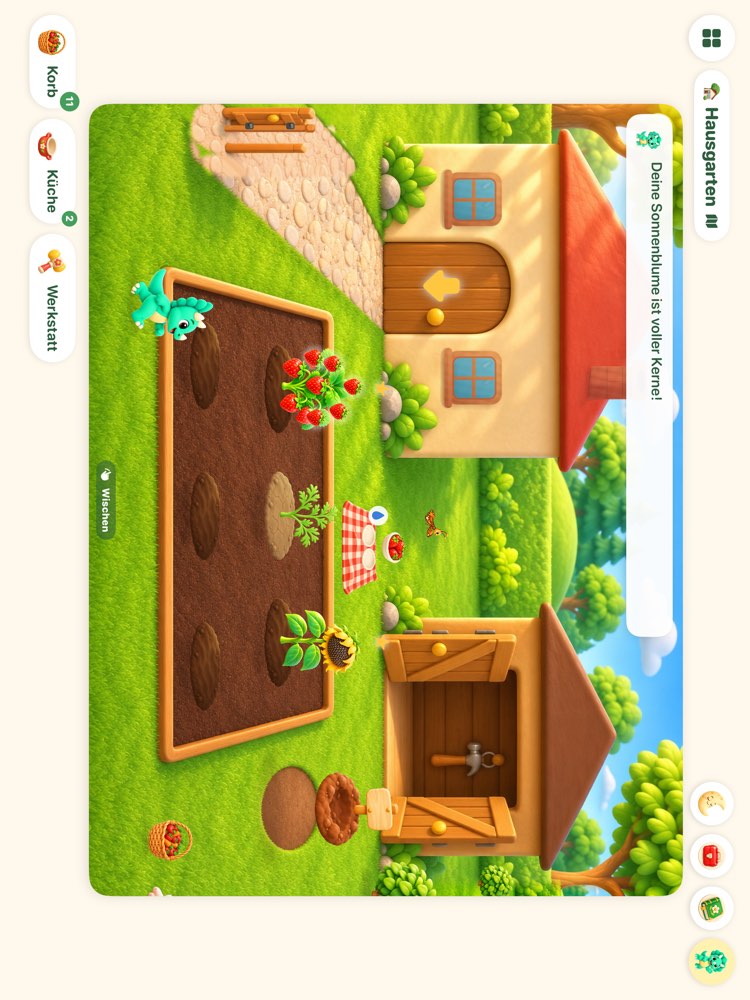 Hausgarten
Deine Sonnenblume ist voller Kerne!
Wischen
Korb
11
Küche
2
Werkstatt